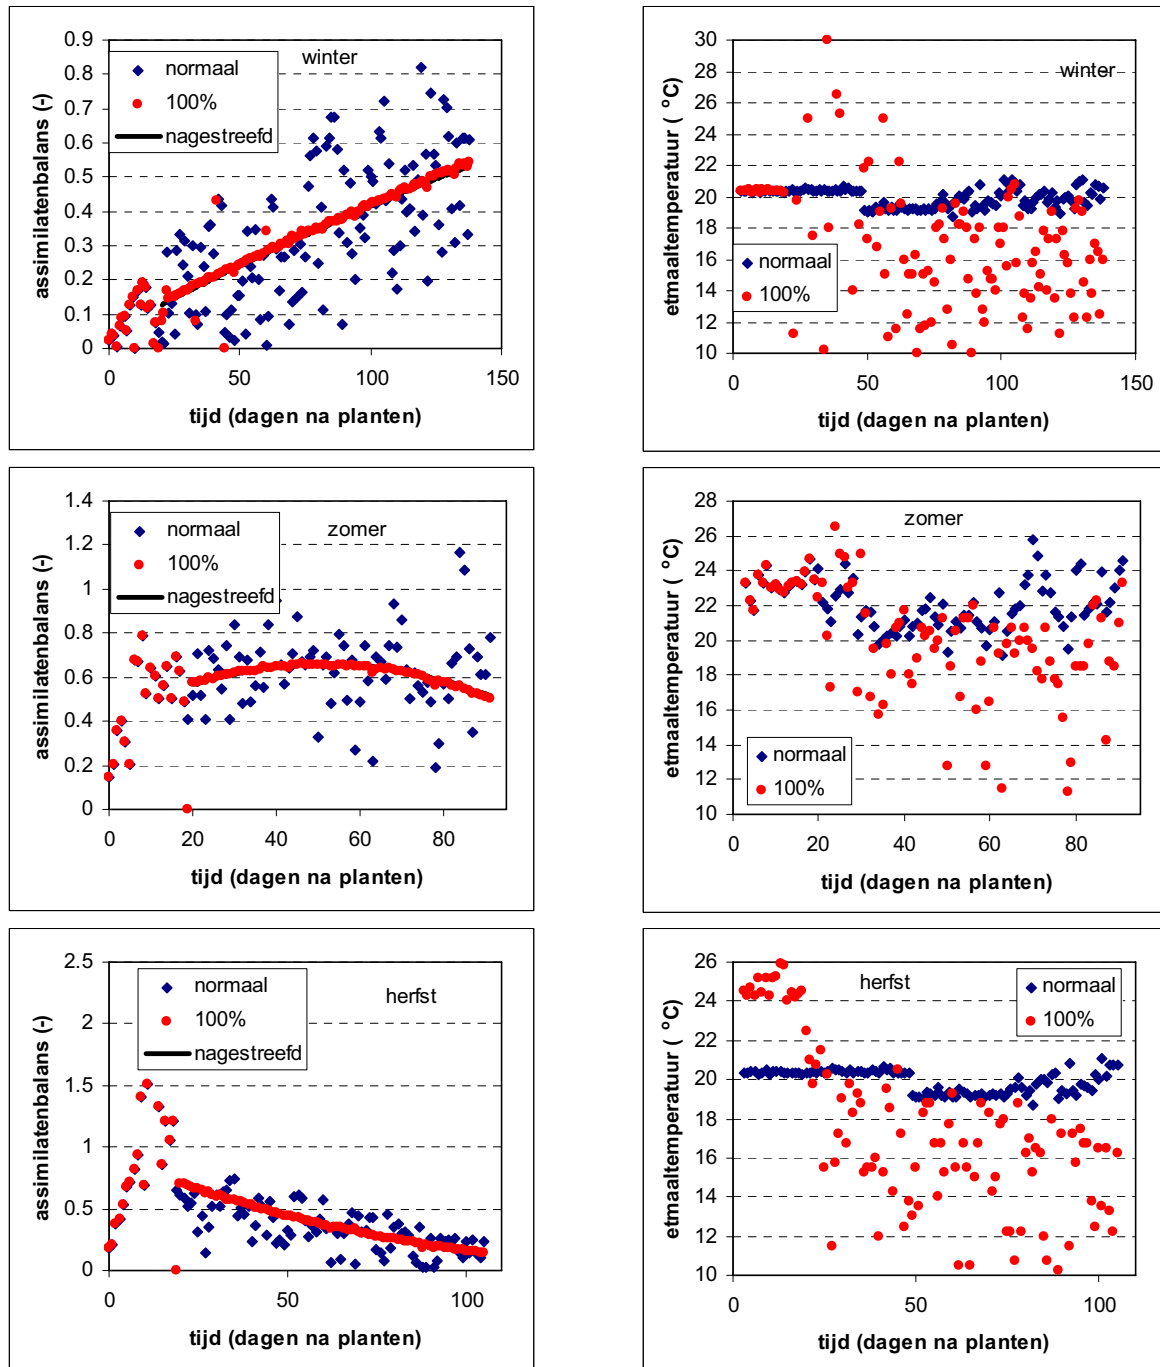 0.9
0.8
0.7
0.6
0.5
0.4
0.3
0.2
0.1
0
assimilatenbalans (-)
winter
normaal
100%
nagestreefd
0 50 100 150
tijd (dagen na planten)
30
28
26
24
22
20
18
16
14
12
10
etmaaltemperatuur ( °C)
winter
normaal
100%
0 50 100 150
tijd (dagen na planten)
1.4
1.2
1
0.8
0.6
0.4
0.2
0
assimilatenbalans (-)
zomer
normaal
100%
nagestreefd
0 20 40 60 80
tijd (dagen na planten)
28
26
24
22
20
18
16
14
12
10
etmaaltemperatuur ( °C)
zomer
normaal
100%
0 20 40 60 80
tijd (dagen na planten)
2.5
2
1.5
1
0.5
0
assimilatenbalans (-)
herfst
normaal
100%
nagestreefd
0 50 100
tijd (dagen na planten)
26
24
22
20
18
16
14
12
10
etmaaltemperatuur ( °C)
herfst
normaal
100%
0 50 100
tijd (dagen na planten)